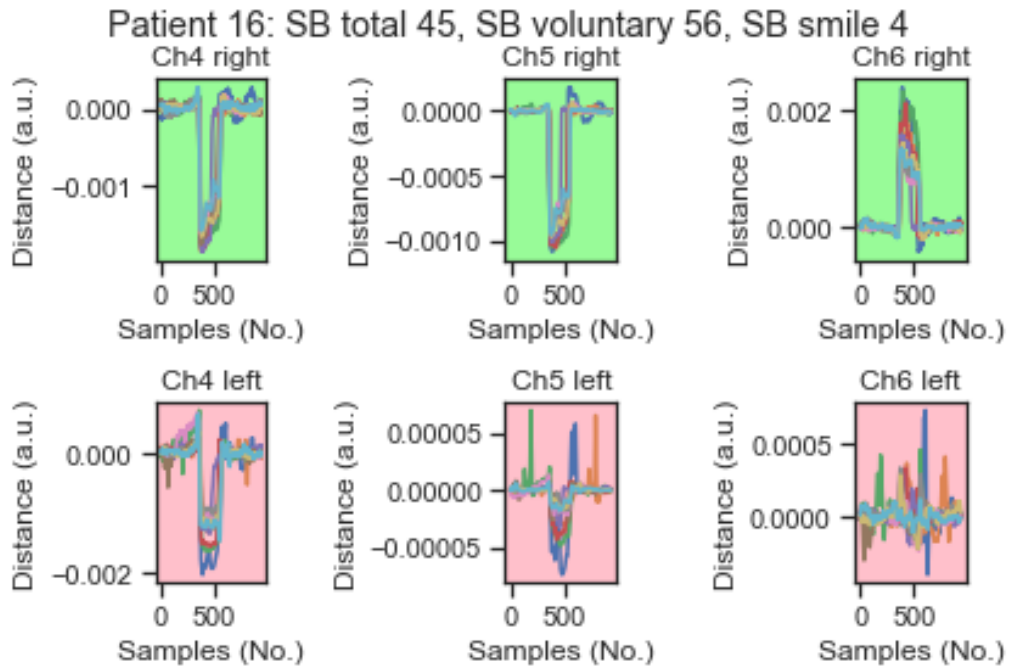 Patient 16: SB total 45, SB voluntary 56, SB smile 4
Ch4 right
Distance (a.u.)
0.000
−0.001
0 500
Samples (No.)
Ch5 right
Distance (a.u.)
0.0000
−0.0005
−0.0010
0 500
Samples (No.)
Ch6 right
Distance (a.u.)
0.002
0.000
0 500
Samples (No.)
Ch4 left
Distance (a.u.)
0.000
−0.002
0 500
Samples (No.)
Ch5 left
Distance (a.u.)
0.00005
0.00000
−0.00005
0 500
Samples (No.)
Ch6 left
Distance (a.u.)
0.0005
0.0000
0 500
Samples (No.)